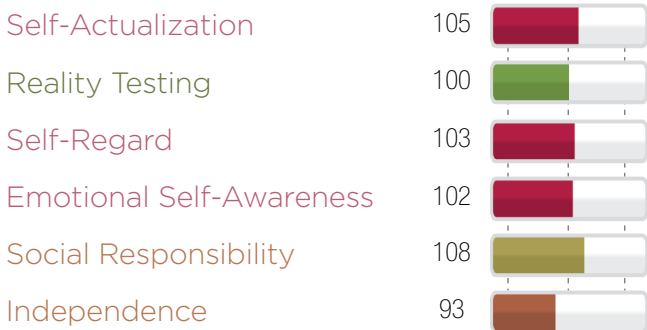 Self-Actualization 105
Reality Testing 100
Self-Regard 103
Emotional Self-Awareness 102
Social Responsibility 108
Independence 93